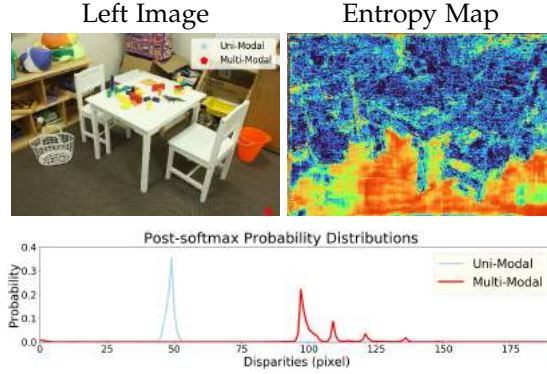 Left Image
Entropy Map
Uni-Modal
Multi-Modal
Post-softmax Probability Distributions
0.4
0.3
0.2
0.1
0.0
Probability
Uni-Modal
Multi-Modal
0
25
50
75
100
125
150
175
Disparities (pixel)